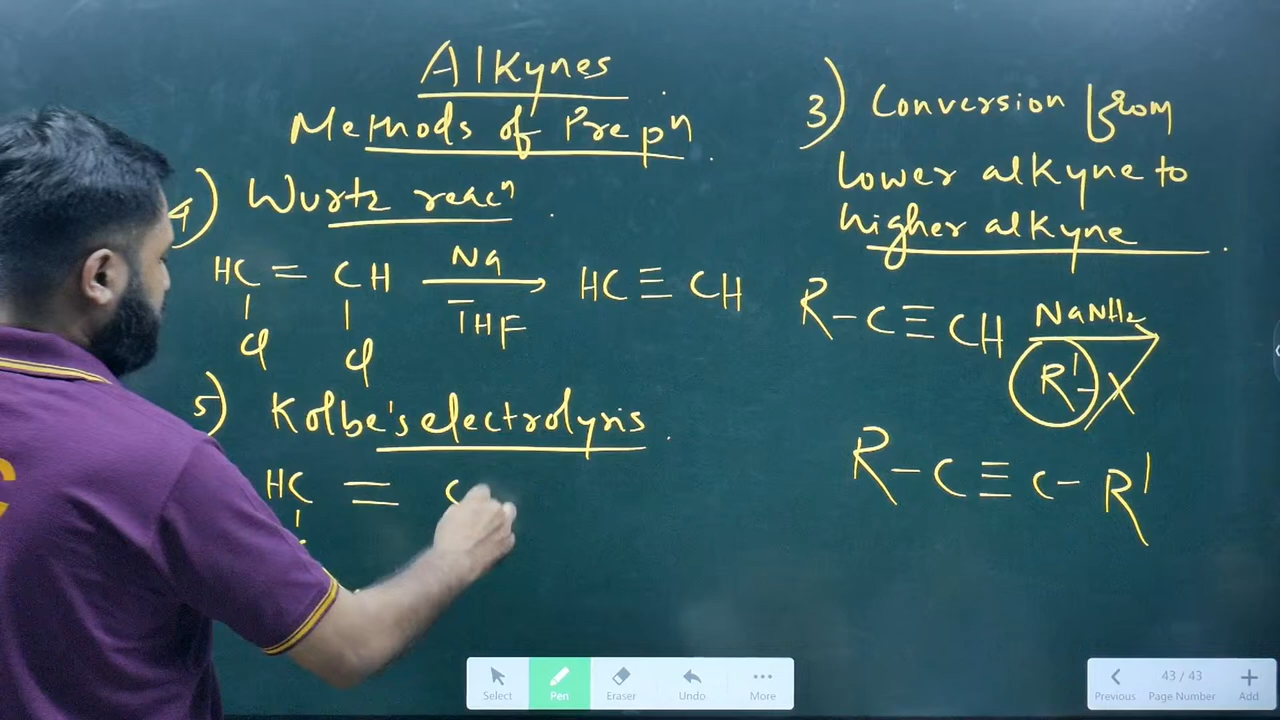 Alkynes
Methods of Prepⁿ.
4) Wurtz reacⁿ.
HC = CH Na HC ≡ CH
Cl Cl THF
5) Kolbe's electrolysis.
HC = C
3) Conversion from
lower alkyne to
higher alkyne.
R-C≡CH NaNH₂
R'-X
R-C≡C-R'
C
Select
Pen
Eraser
Undo
More
Previous
43 / 43
Page Number
Add